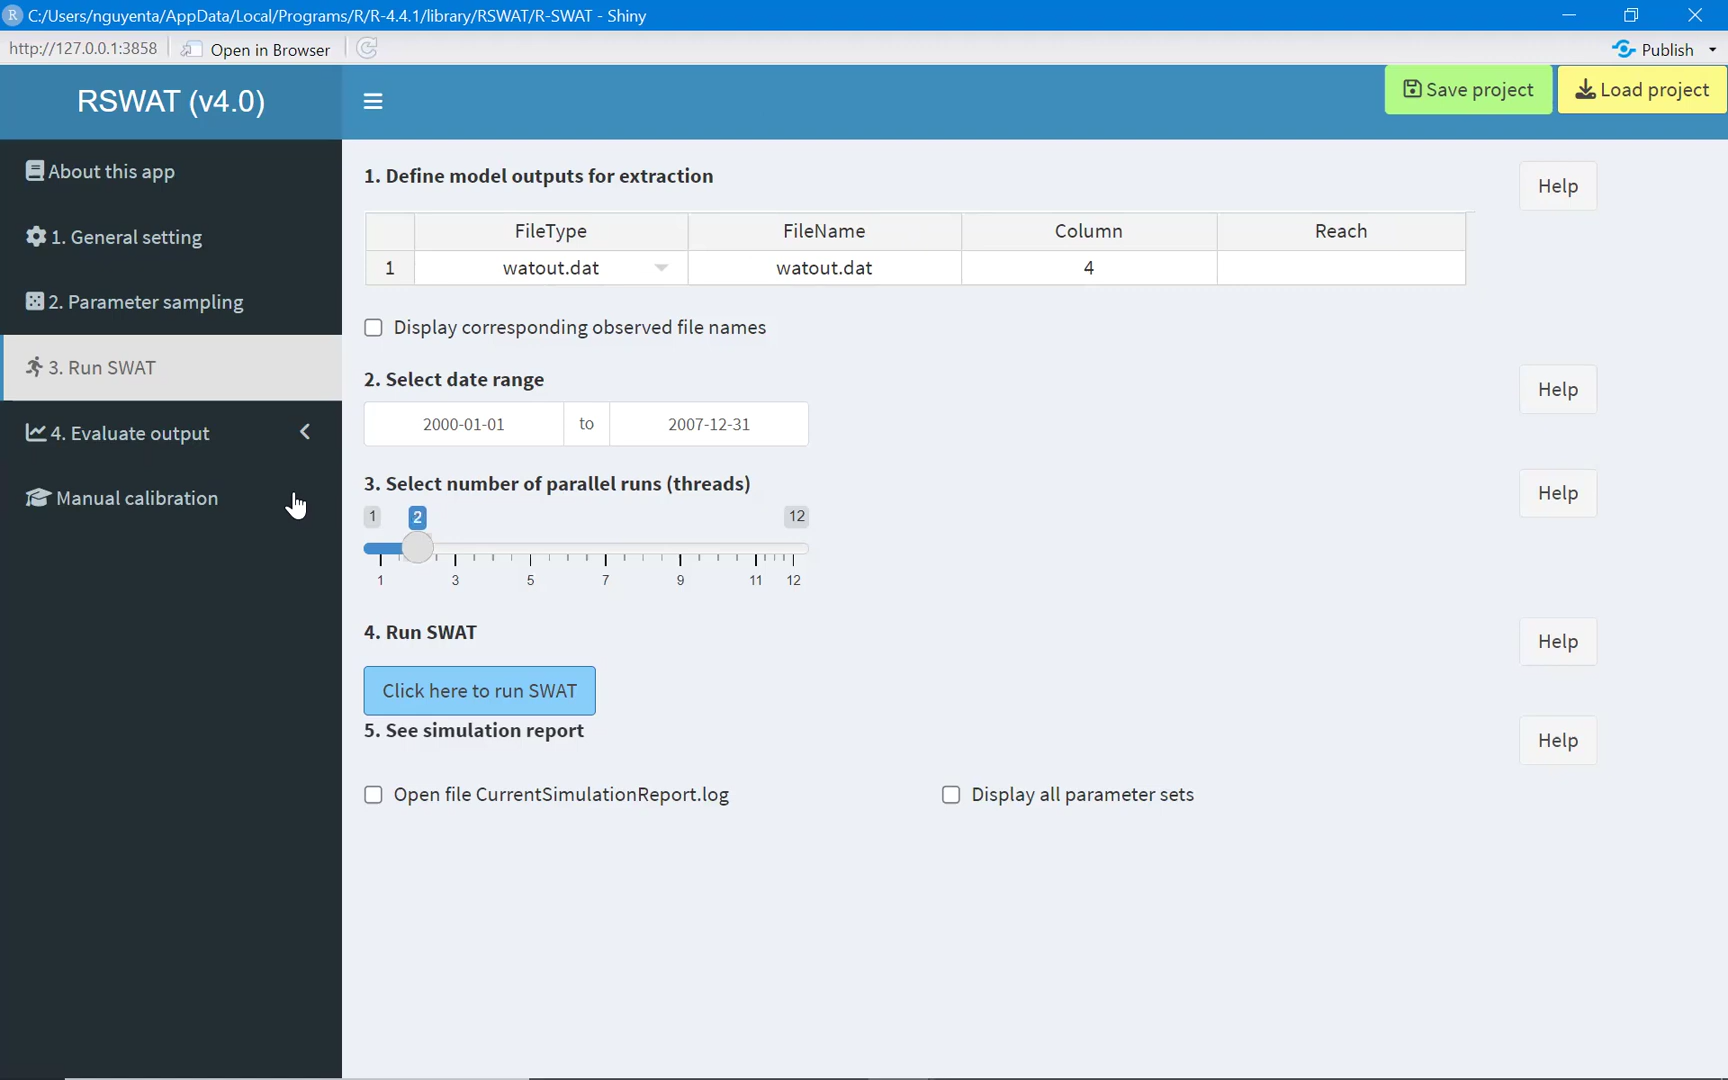 C:/Users/nguyenta/AppData/Local/Programs/R/R-4.4.1/library/RSWAT/R-SWAT - Shiny
http://127.0.0.1:3858 Open in Browser Publish
RSWAT (v4.0)
Save project
Load project
About this app
1. General setting
2. Parameter sampling
3. Run SWAT
4. Evaluate output
Manual calibration
1. Define model outputs for extraction
Help
FileType FileName Column Reach
1 watout.dat watout.dat 4
Display corresponding observed file names
2. Select date range
Help
2000-01-01 to 2007-12-31
3. Select number of parallel runs (threads)
Help
1 2 12
1 3 5 7 9 11 12
4. Run SWAT
Help
Click here to run SWAT
5. See simulation report
Help
Open file CurrentSimulationReport.log
Display all parameter sets